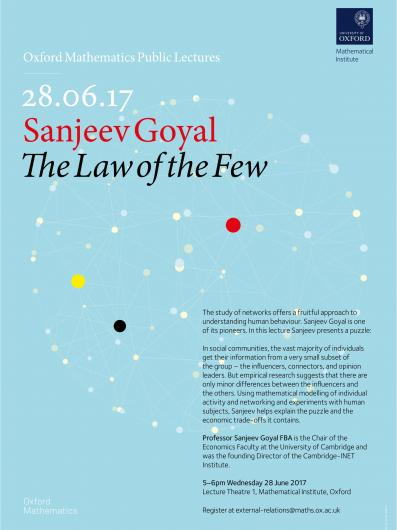 UNIVERSITY OF
OXFORD
Mathematical
Institute
Oxford Mathematics Public Lectures
28.06.17
Sanjeev Goyal
The Law of the Few
The study of networks offers a fruitful approach to
understanding human behaviour. Sanjeev Goyal is one
of its pioneers. In this lecture Sanjeev presents a puzzle:
In social communities, the vast majority of individuals
get their information from a very small subset of
the group – the influencers, connectors, and opinion
leaders. But empirical research suggests that there are
only minor differences between the influencers and
the others. Using mathematical modelling of individual
activity and networking and experiments with human
subjects, Sanjeev helps explain the puzzle and the
economic trade-offs it contains.
Professor Sanjeev Goyal FBA is the Chair of the
Economics Faculty at the University of Cambridge and
was the founding Director of the Cambridge-INET
Institute.
5–6pm Wednesday 28 June 2017
Lecture Theatre 1, Mathematical Institute, Oxford
Register at external-relations@maths.ox.ac.uk
Oxford
Mathematics